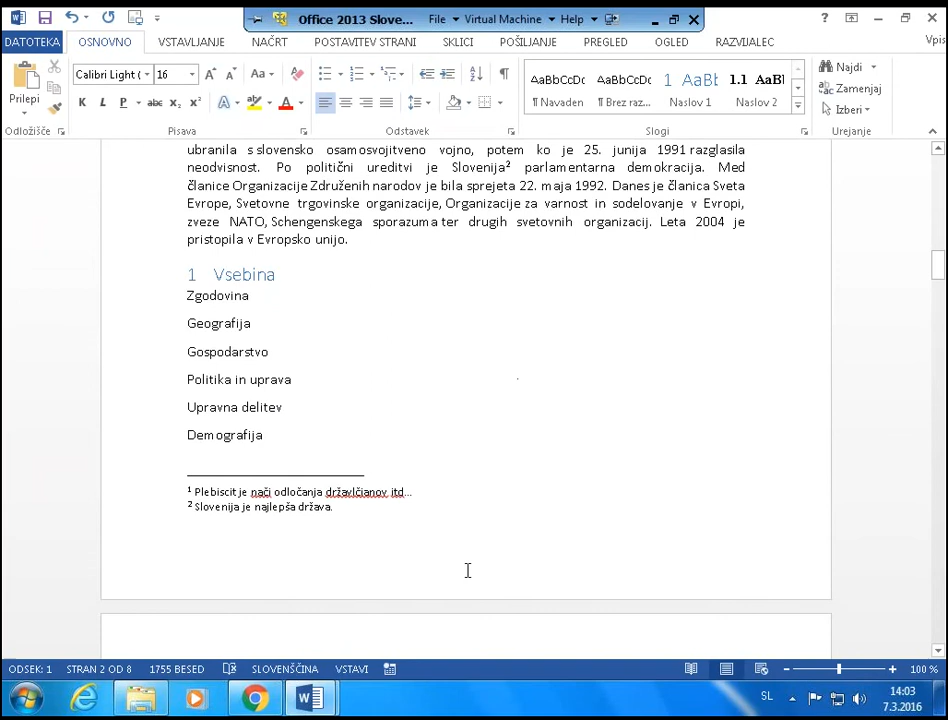 Office 2013 Slove...
File
Virtual Machine
Help
Vpis
DATOTEKA
OSNOVNO
VSTAVLJANJE
NAČRT
POSTAVITEV STRANI
SKLICI
POŠILJANJE
PREGLED
OGLED
RAZVIJALEC
Prilepi
Calibri Light (
16
AaBbCcDc
AaBbCcDc
AaBb
1.1 AaBl
¶ Navaden
¶ Brez raz...
Naslov 1
Naslov 2
Najdi
Zamenjaj
Izberi
Odložišče
Pisava
Odstavek
Slogi
Urejanje
ubranila s slovensko osamosvojitveno vojno, potem ko je 25. junija 1991 razglasila
neodvisnost. Po politični ureditvi je Slovenija² parlamentarna demokracija. Med
članice Organizacije Združenih narodov je bila sprejeta 22. maja 1992. Danes je članica Sveta
Evrope, Svetovne trgovinske organizacije, Organizacije za varnost in sodelovanje v Evropi,
zveze NATO, Schengenskega sporazuma ter drugih svetovnih organizacij. Leta 2004 je
pristopila v Evropsko unijo.
1 Vsebina
Zgodovina
Geografija
Gospodarstvo
Politika in uprava
Upravna delitev
Demografija
¹ Plebiscit je nači odločanja državlčianov itd...
² Slovenija je najlepša država.
ODSEK: 1
STRAN 2 OD 8
1755 BESED
SLOVENŠČINA
VSTAVI
100 %
SL
14:03
7.3.2016